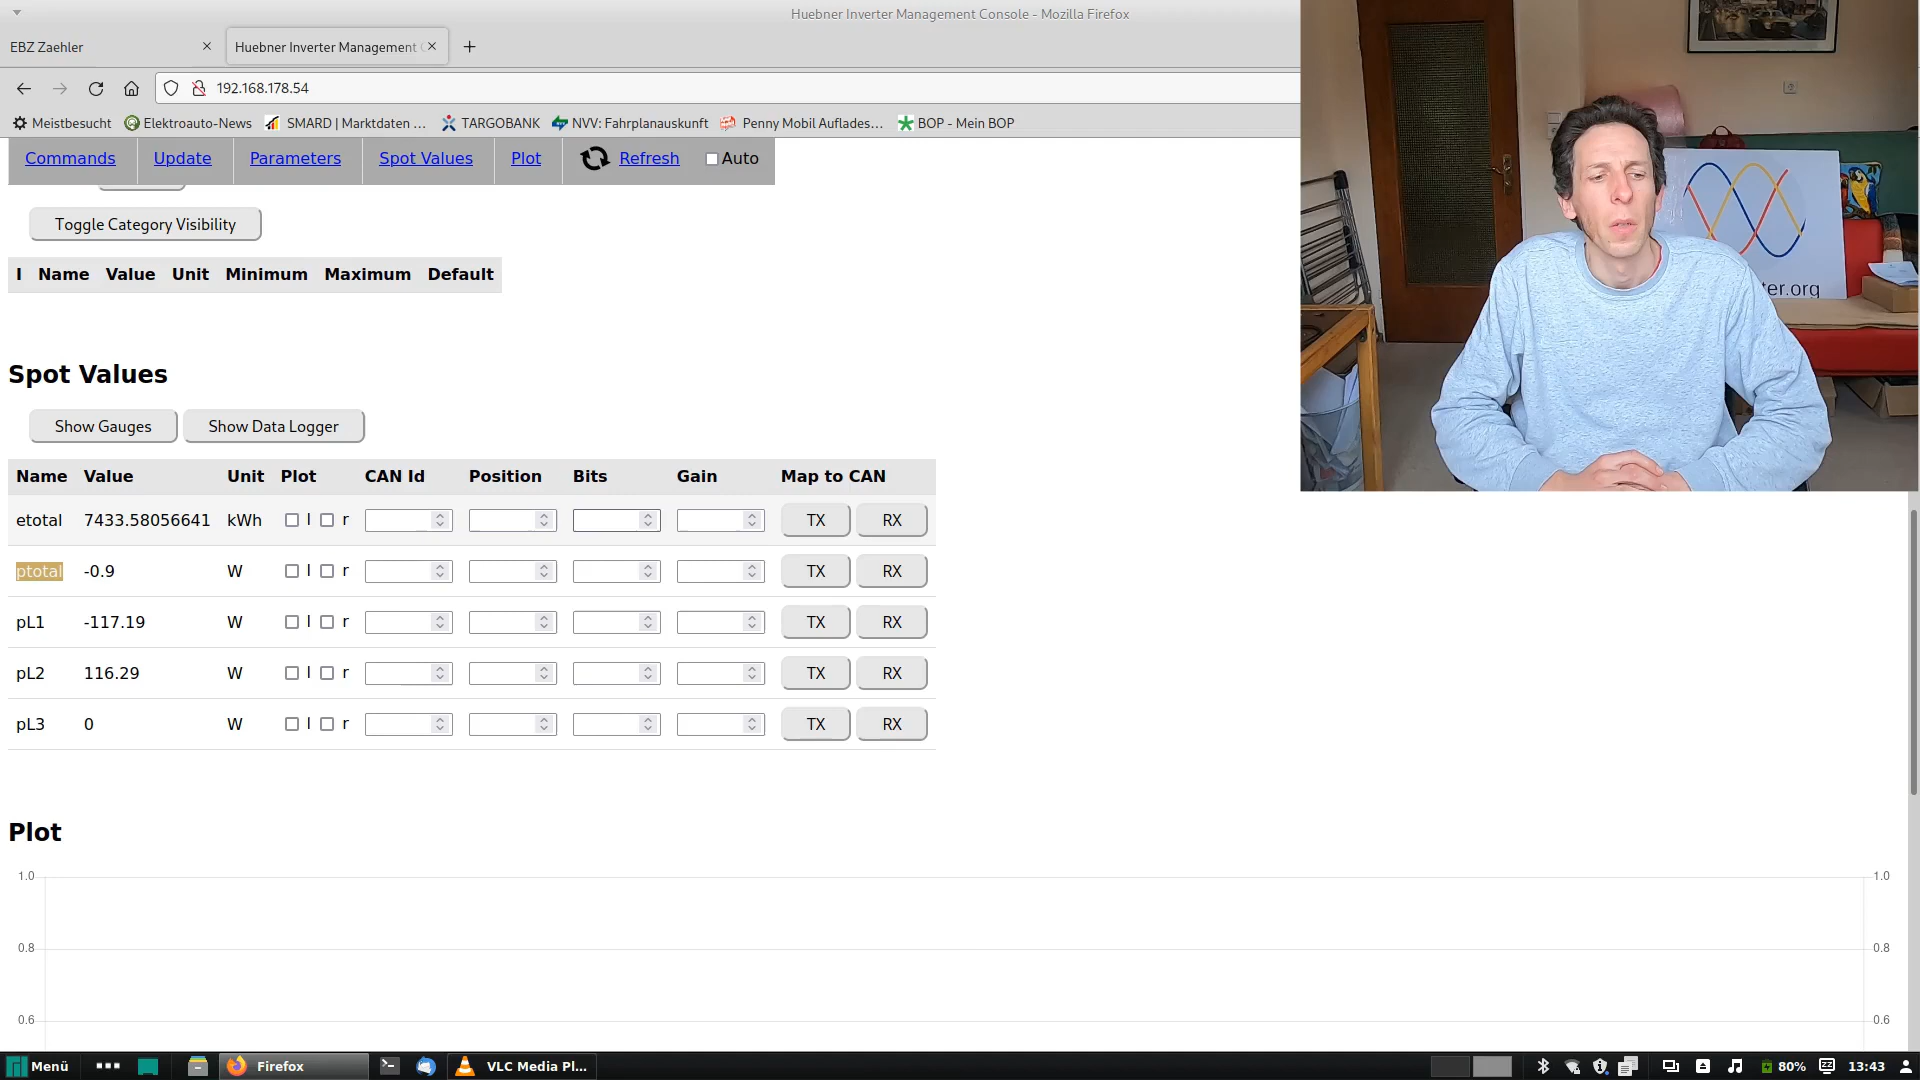 Huebner Inverter Management Console - Mozilla Firefox
EBZ Zaehler
Huebner Inverter Management
192.168.178.54
Meistbesucht
Elektroauto-News
SMARD | Marktdaten ...
TARGOBANK
NVV: Fahrplanauskunft
Penny Mobil Auflades...
BOP - Mein BOP
Commands Update Parameters Spot Values Plot Refresh Auto
Toggle Category Visibility
I Name Value Unit Minimum Maximum Default
Spot Values
Show Gauges Show Data Logger
Name Value Unit Plot CAN Id Position Bits Gain Map to CAN
etotal 7433.58056641 kWh l r TX RX
ptotal -0.9 W l r TX RX
pL1 -117.19 W l r TX RX
pL2 116.29 W l r TX RX
pL3 0 W l r TX RX
Plot
1.0 1.0
0.8 0.8
0.6 0.6
ter.org
Menü Firefox VLC Media Pl... 80% 13:43